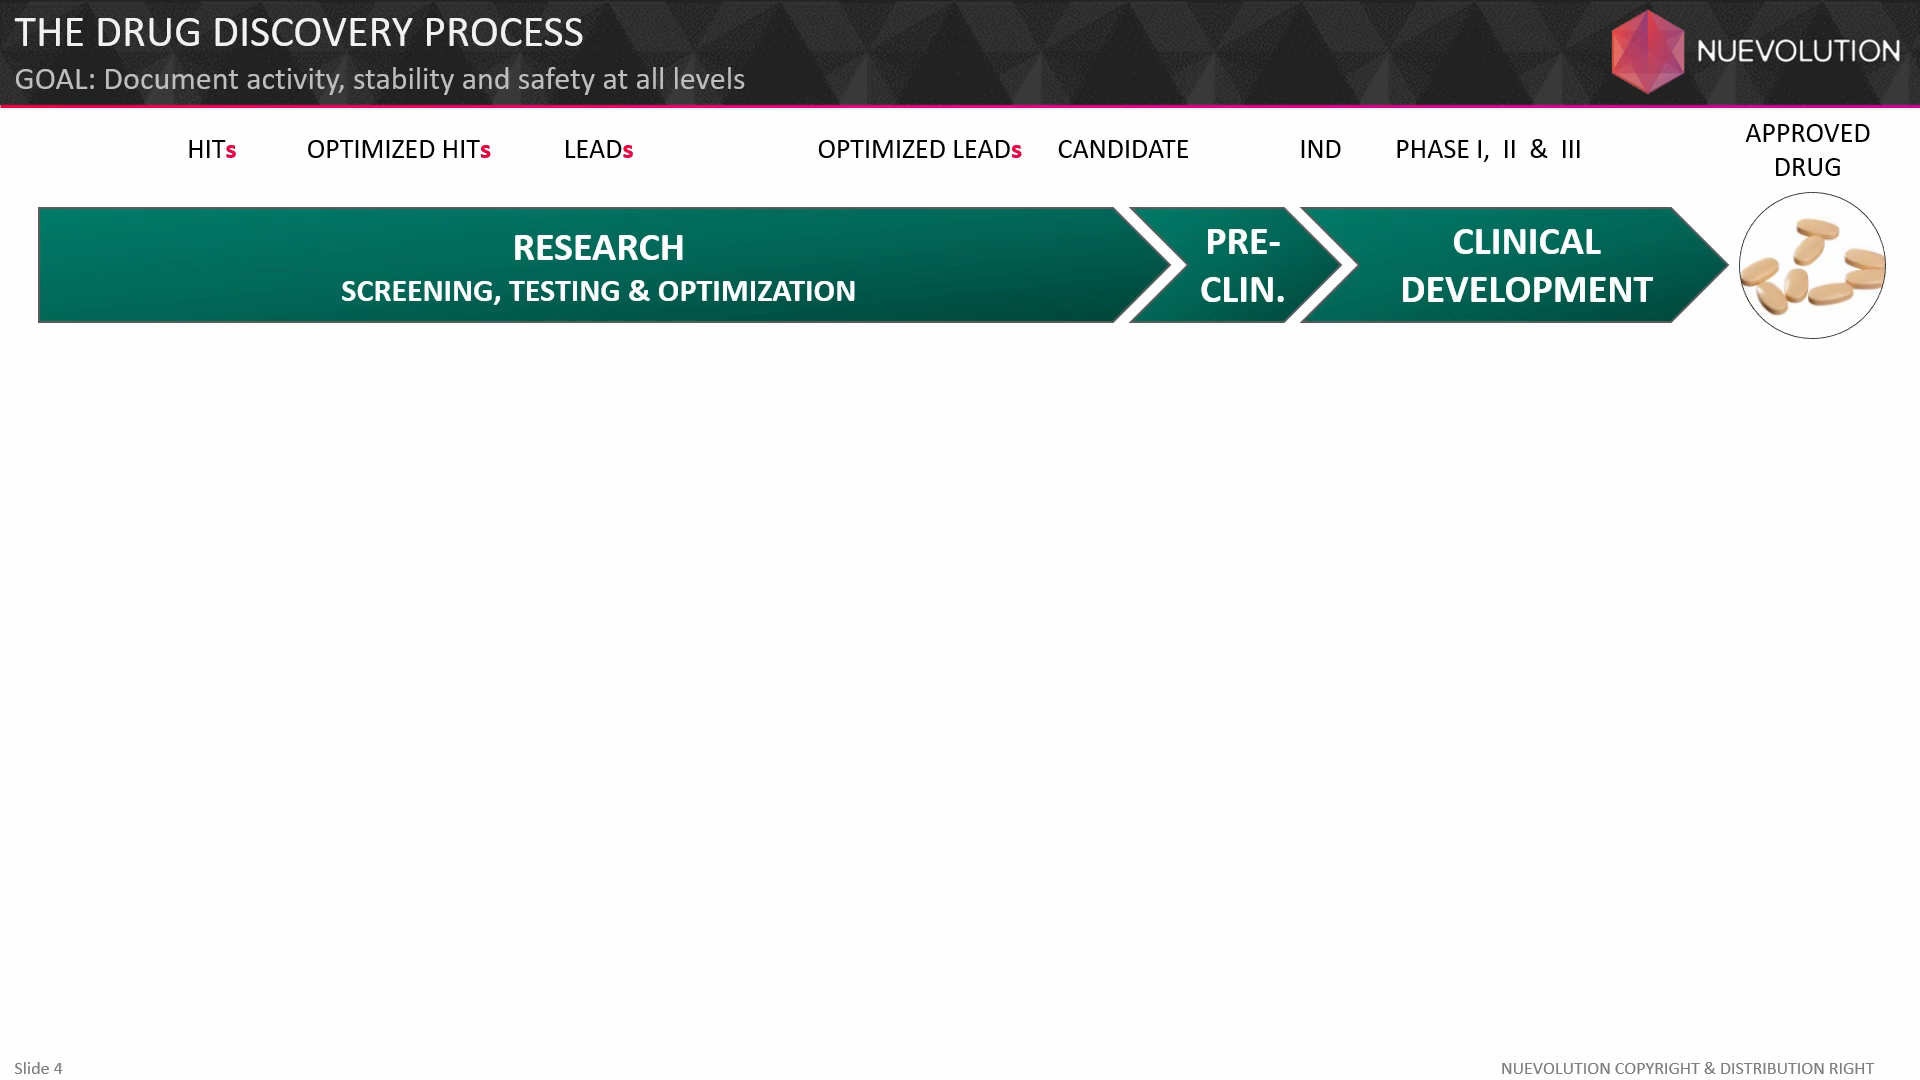 THE DRUG DISCOVERY PROCESS
GOAL: Document activity, stability and safety at all levels
NUEVOLUTION
HITs
OPTIMIZED HITs
LEADs
OPTIMIZED LEADs
CANDIDATE
IND
PHASE I, II & III
APPROVED
DRUG
RESEARCH
SCREENING, TESTING & OPTIMIZATION
PRE-
CLIN.
CLINICAL
DEVELOPMENT
Slide 4
NUEVOLUTION COPYRIGHT & DISTRIBUTION RIGHT